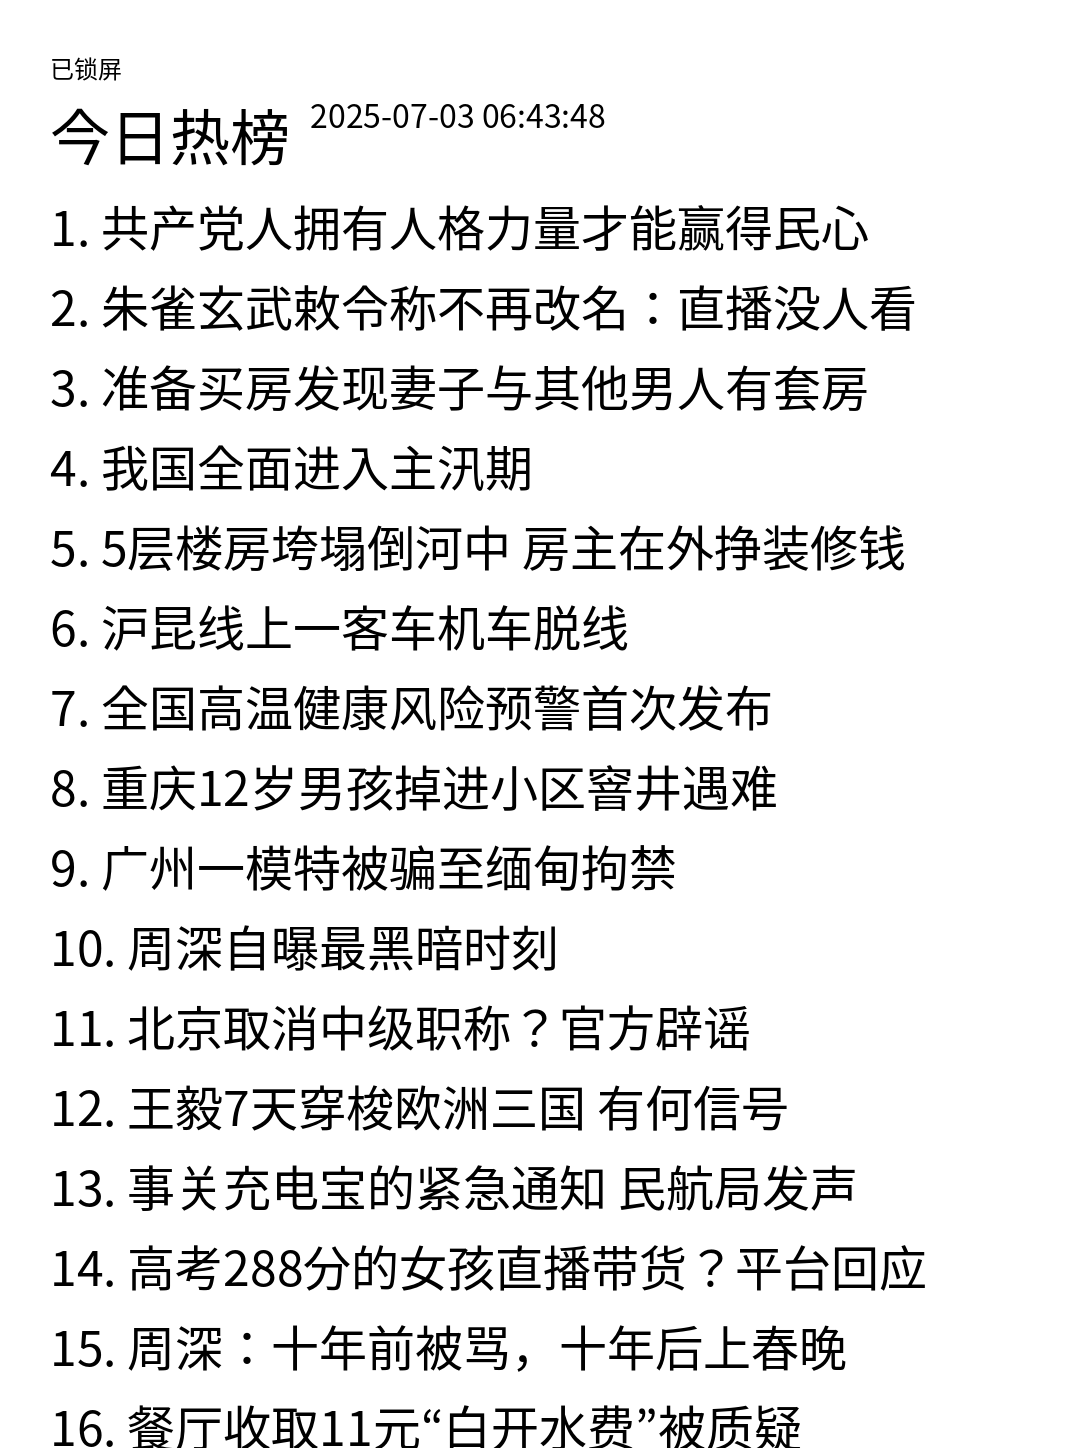 已锁屏
今日热榜 2025-07-03 06:43:48
1. 共产党人拥有人格力量才能赢得民心
2. 朱雀玄武敕令称不再改名：直播没人看
3. 准备买房发现妻子与其他男人有套房
4. 我国全面进入主汛期
5. 5层楼房垮塌倒河中 房主在外挣装修钱
6. 沪昆线上一客车机车脱线
7. 全国高温健康风险预警首次发布
8. 重庆12岁男孩掉进小区窨井遇难
9. 广州一模特被骗至缅甸拘禁
10. 周深自曝最黑暗时刻
11. 北京取消中级职称？官方辟谣
12. 王毅7天穿梭欧洲三国 有何信号
13. 事关充电宝的紧急通知 民航局发声
14. 高考288分的女孩直播带货？平台回应
15. 周深：十年前被骂，十年后上春晚
16. 餐厅收取11元“白开水费”被质疑